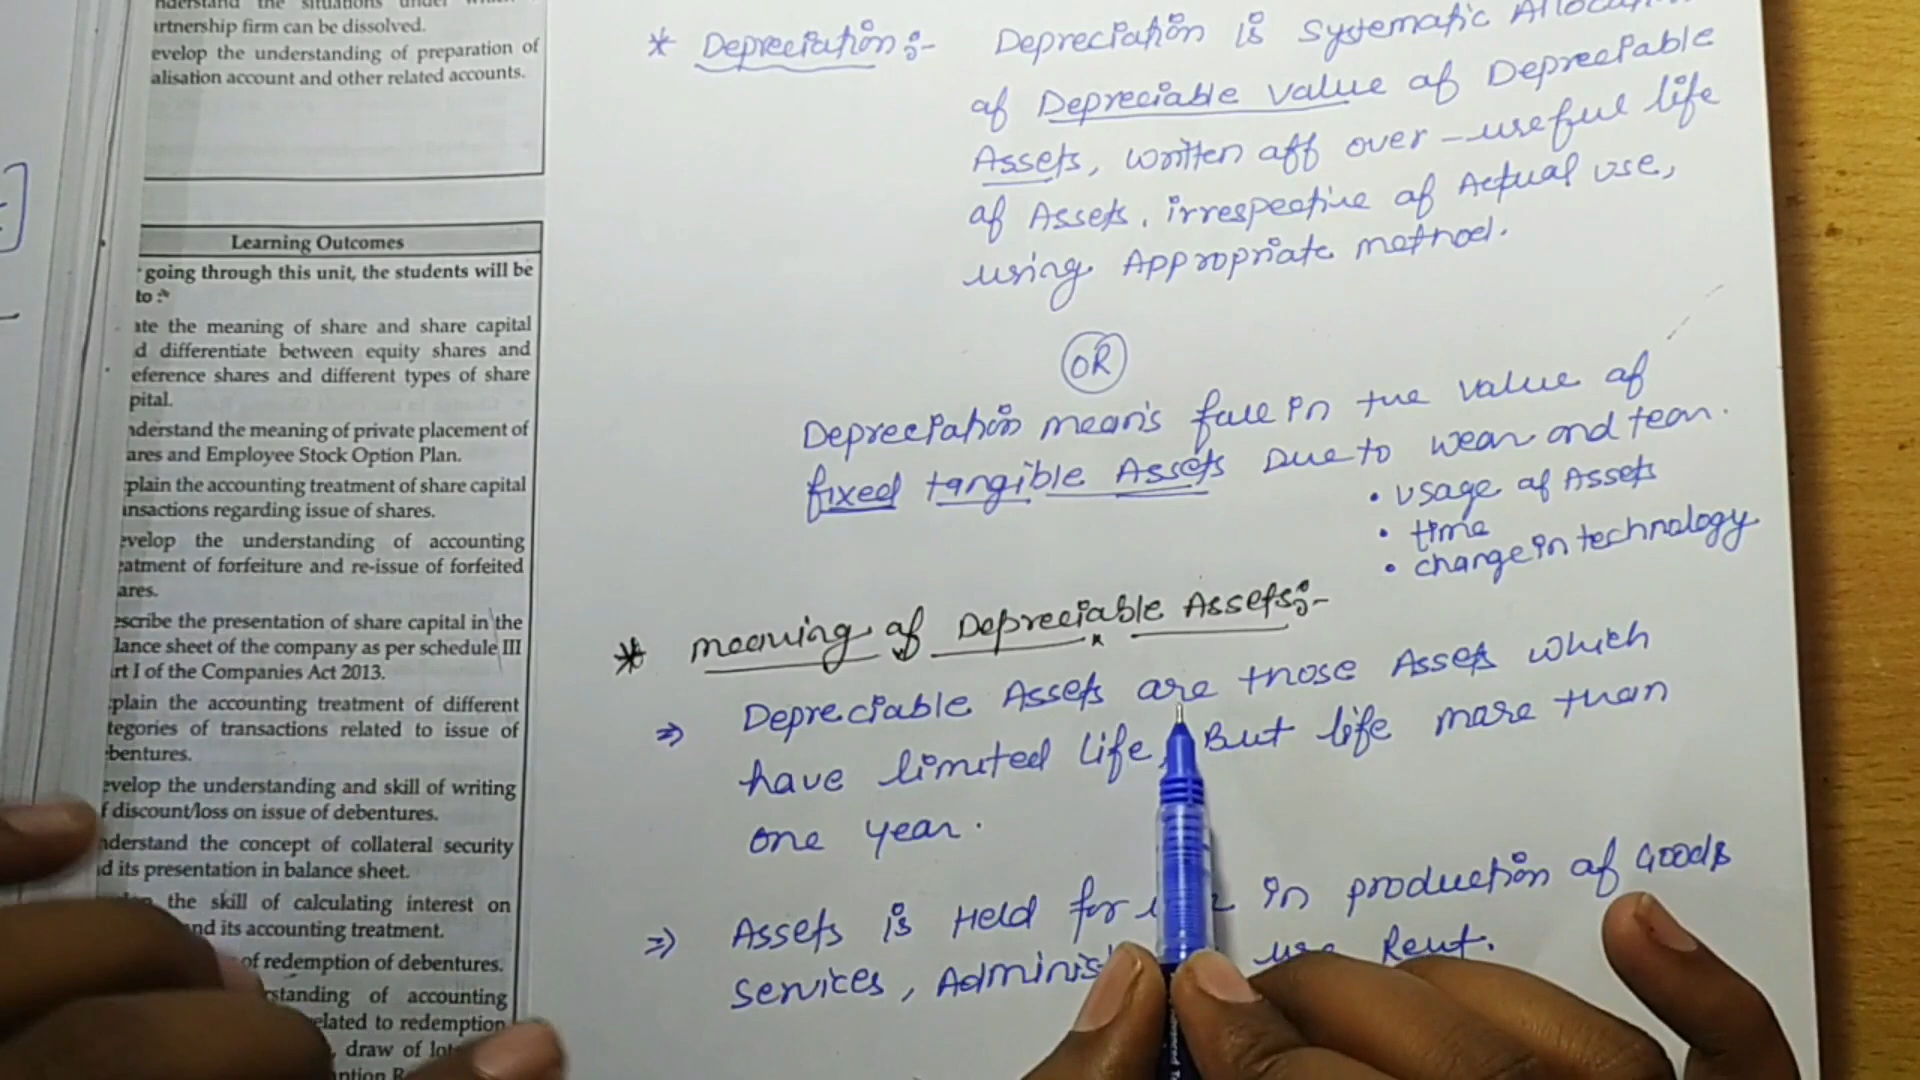 the situations under
artnership firm can be dissolved.
evelop the understanding of preparation of
alisation account and other related accounts.
Learning Outcomes
going through this unit, the students will be
to :
ate the meaning of share and share capital
d differentiate between equity shares and
eference shares and different types of share
pital.
nderstand the meaning of private placement of
ares and Employee Stock Option Plan.
plain the accounting treatment of share capital
ansactions regarding issue of shares.
evelop the understanding of accounting
eatment of forfeiture and re-issue of forfeited
ares.
escribe the presentation of share capital in the
lance sheet of the company as per schedule III
art I of the Companies Act 2013.
plain the accounting treatment of different
tegories of transactions related to issue of
bentures.
evelop the understanding and skill of writing
f discount/loss on issue of debentures.
nderstand the concept of collateral security
d its presentation in balance sheet.
the skill of calculating interest on
nd its accounting treatment.
of redemption of debentures.
rstanding of accounting
elated to redemption
, draw of lot
* Depreciation :- Depreciation is Systematic
of Depreciable value of Depreciable
Assets, written off over - useful life
of Assets, irrespective of Actual use,
using Appropriate method.
OR
Depreciation means fall in the value of
fixed tangible Assets Due to wear and tear.
• usage of Assets
• time
• change in technology
* meaning of Depreciable Assets :-
⇒ Depreciable Assets are those Assets which
have limited life, But life more than
one year.
⇒ Assets is Held for in production of Goods
services, Adminis use Rent.